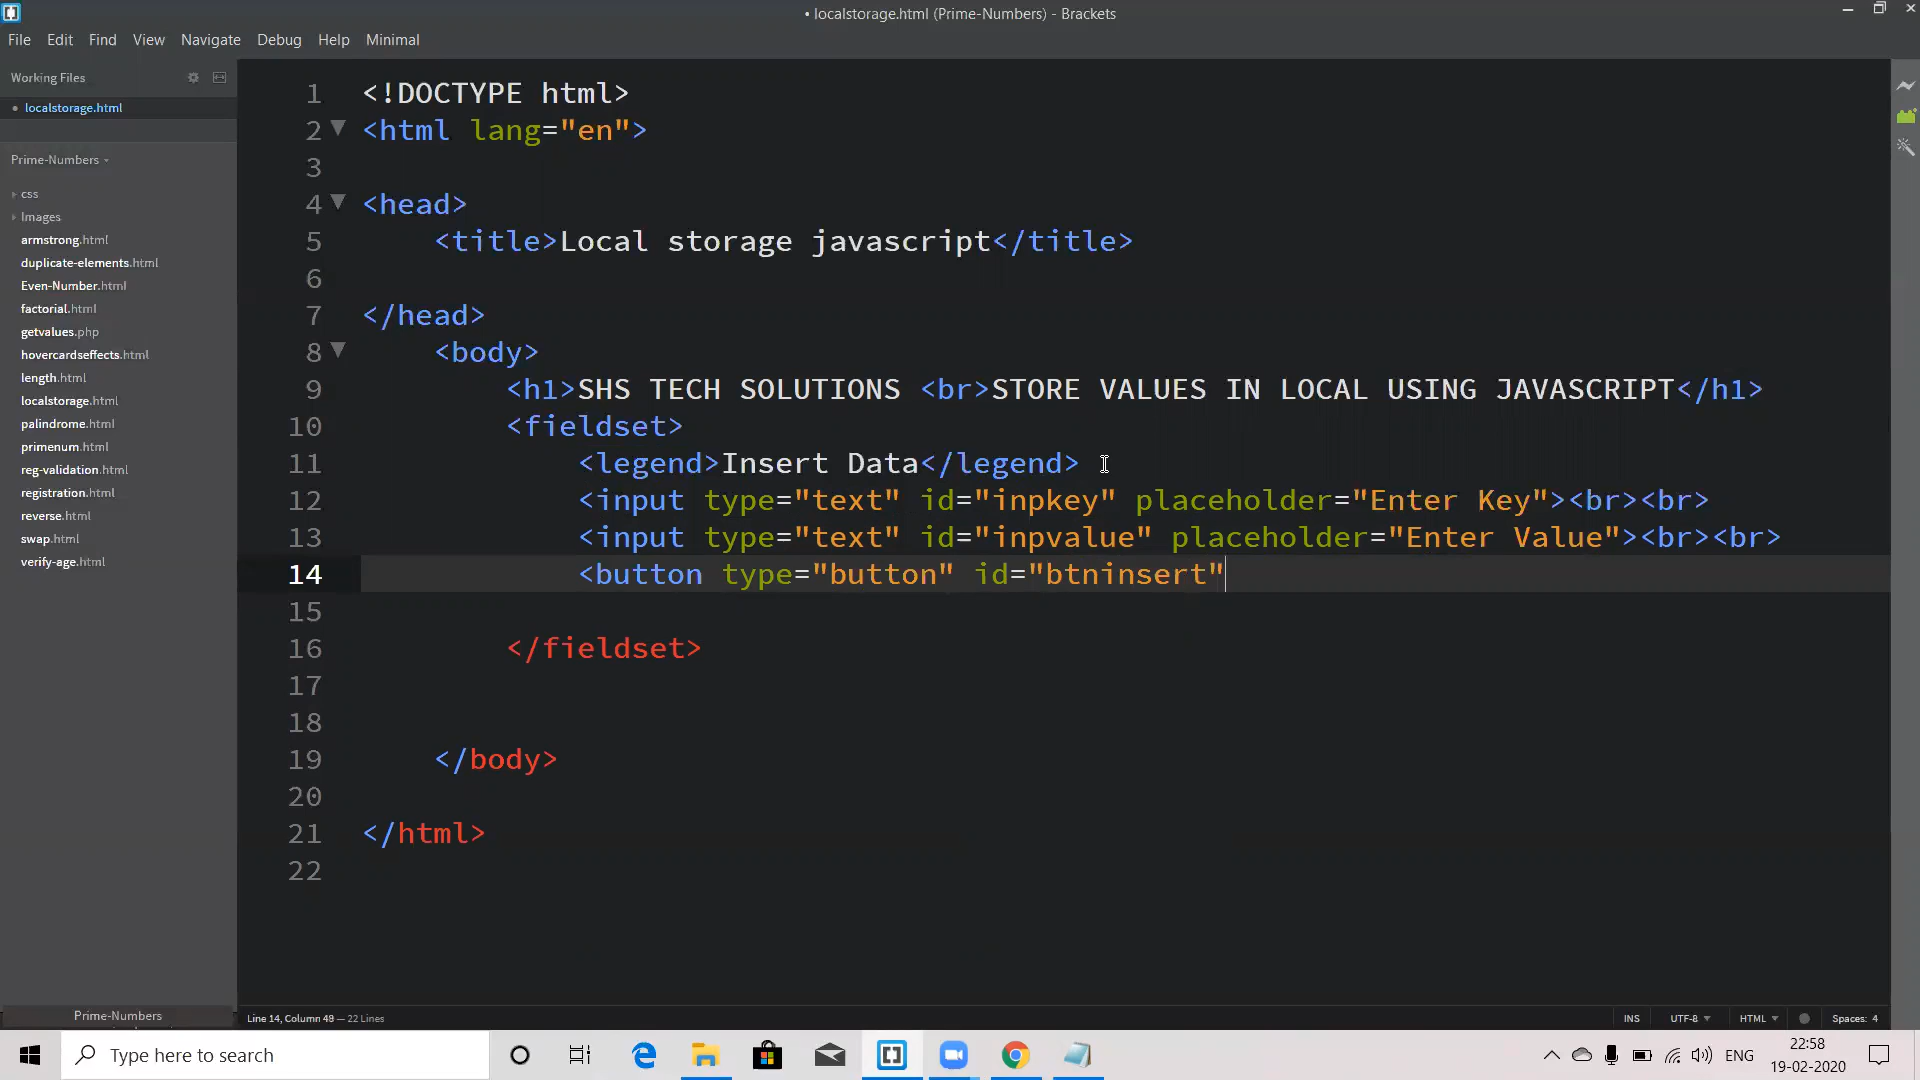 • localstorage.html (Prime-Numbers) - Brackets
File Edit Find View Navigate Debug Help Minimal
Working Files
• localstorage.html
Prime-Numbers
css
Images
armstrong.html
duplicate-elements.html
Even-Number.html
factorial.html
getvalues.php
hovercardseffects.html
length.html
localstorage.html
palindrome.html
primenum.html
reg-validation.html
registration.html
reverse.html
swap.html
verify-age.html
Prime-Numbers
1 <!DOCTYPE html>
2 <html lang="en">
3
4 <head>
5 <title>Local storage javascript</title>
6
7 </head>
8 <body>
9 <h1>SHS TECH SOLUTIONS <br>STORE VALUES IN LOCAL USING JAVASCRIPT</h1>
10 <fieldset>
11 <legend>Insert Data</legend>
12 <input type="text" id="inpkey" placeholder="Enter Key"><br><br>
13 <input type="text" id="inpvalue" placeholder="Enter Value"><br><br>
14 <button type="button" id="btninsert"
15
16 </fieldset>
17
18
19 </body>
20
21 </html>
22
Line 14, Column 48 — 22 Lines
INS UTF-8 HTML Spaces: 4
Type here to search
ENG
22:58
19-02-2020